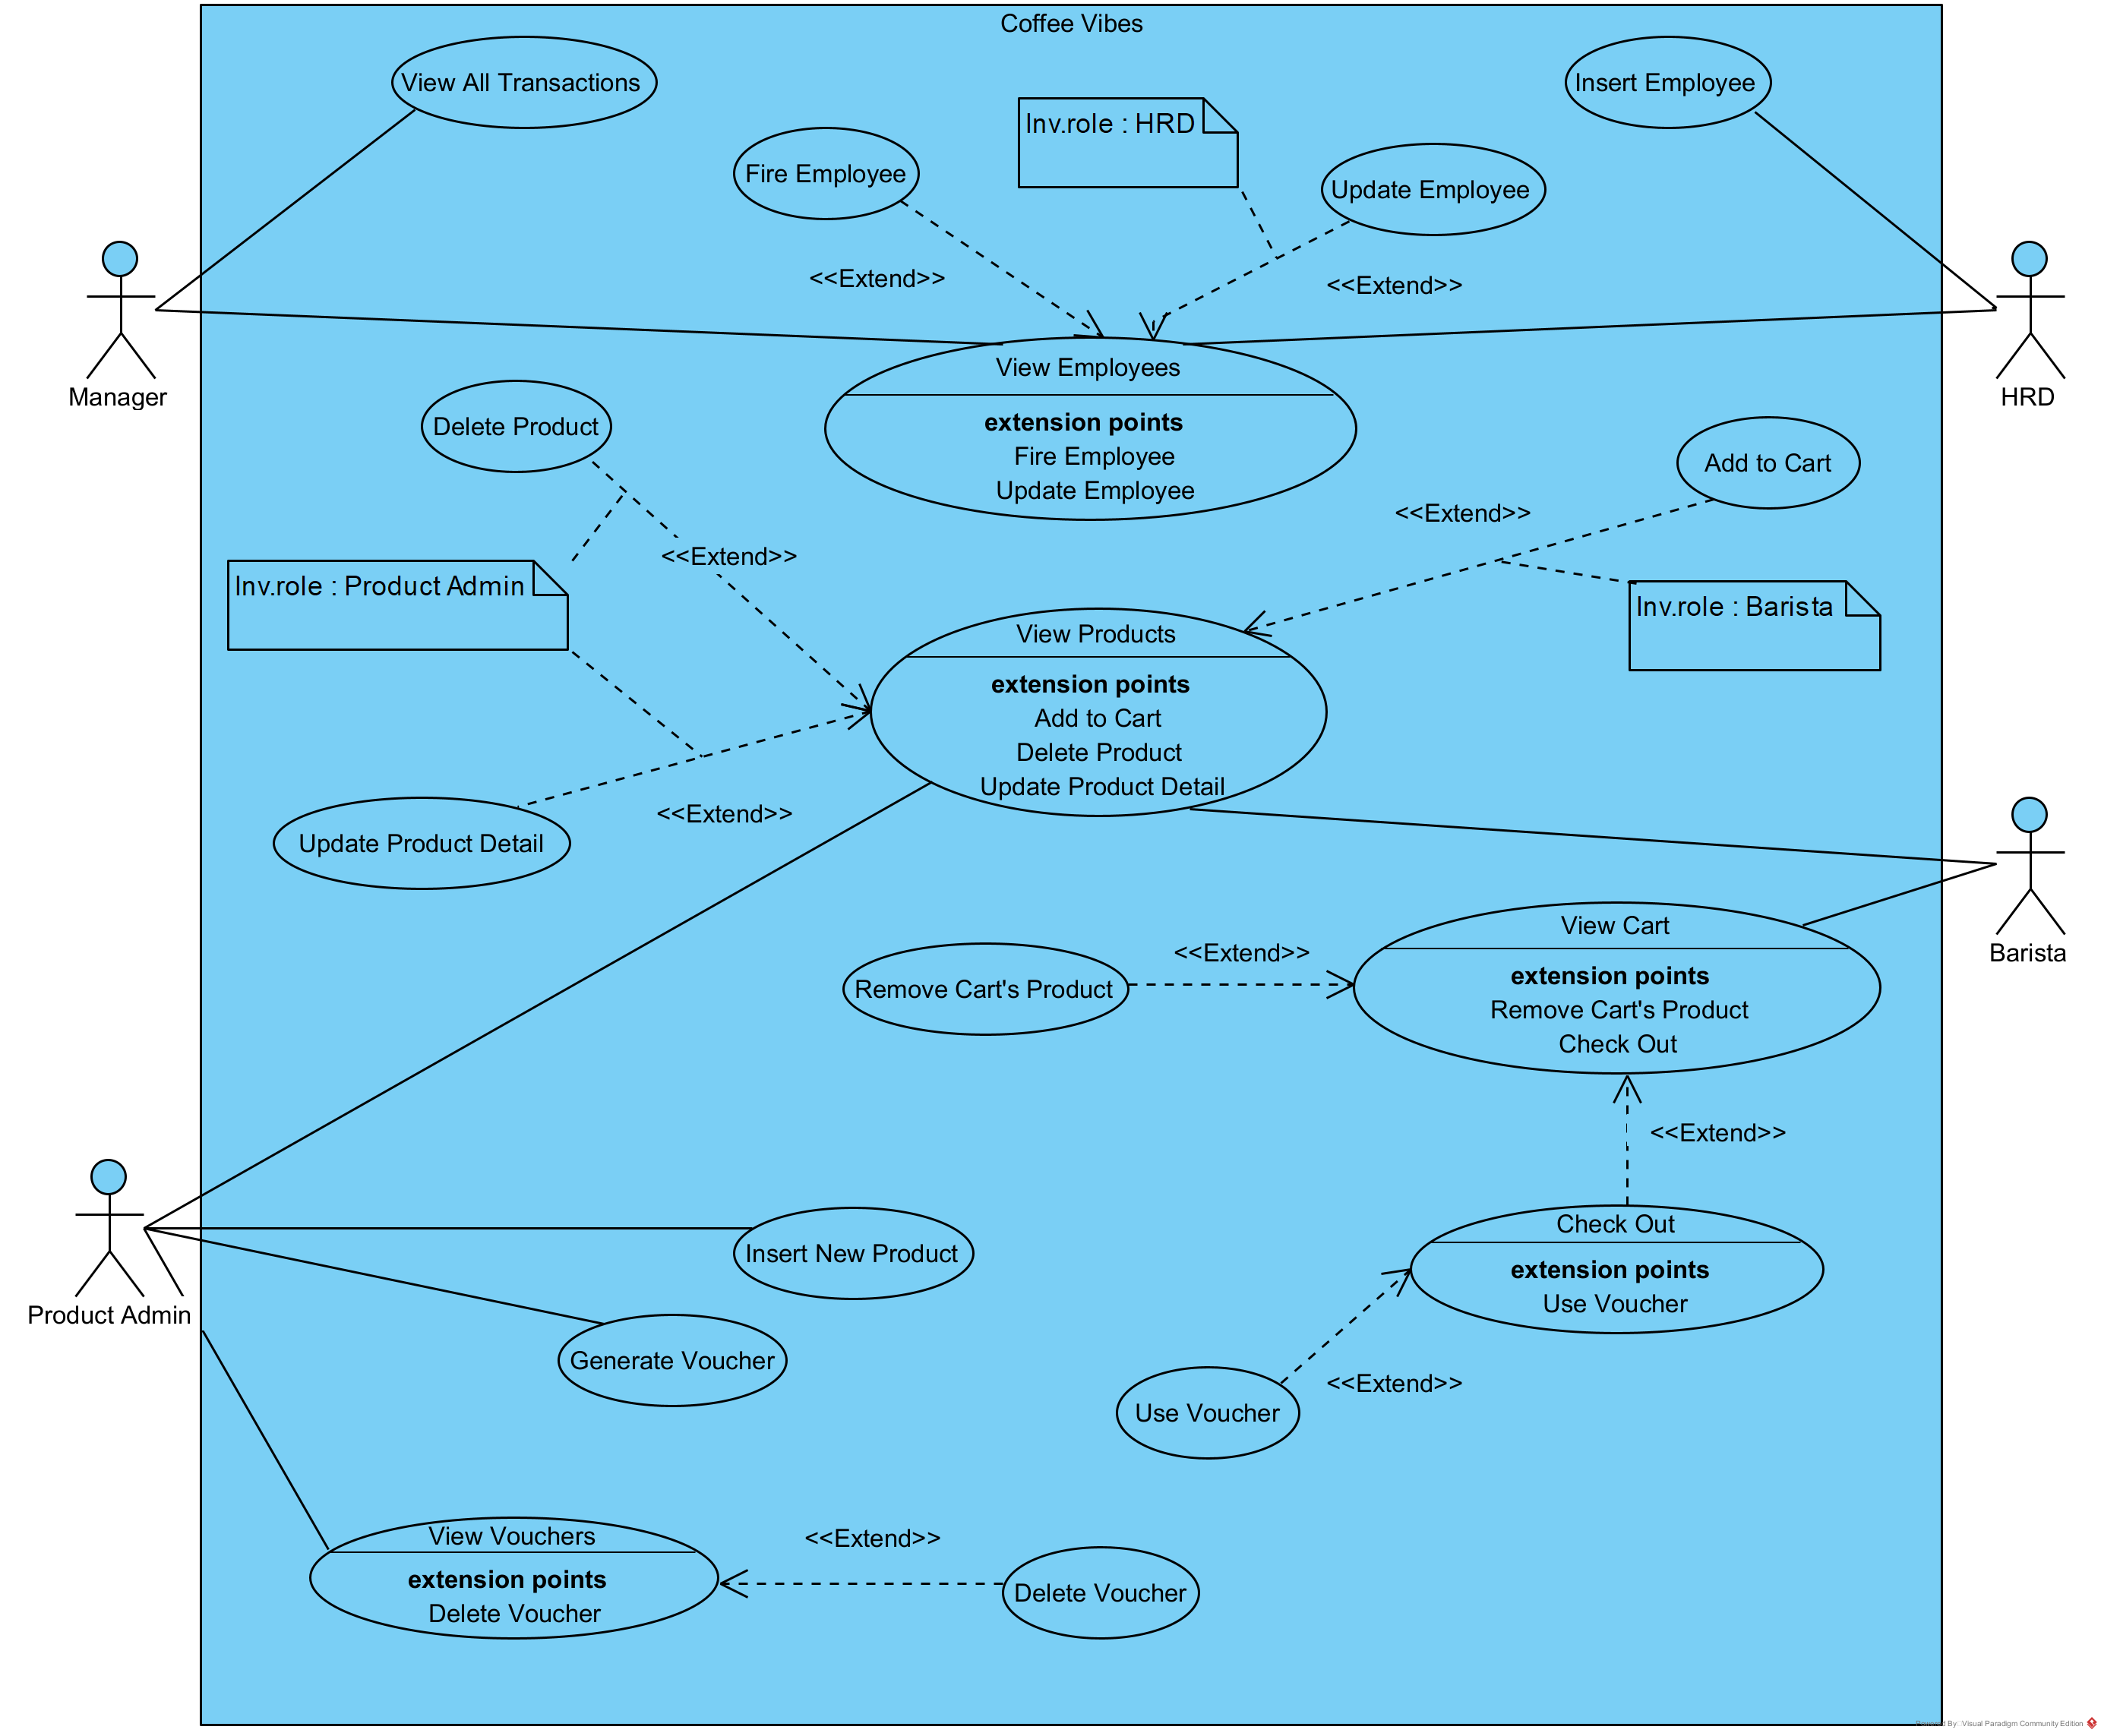 Coffee Vibes
View All Transactions
Insert Employee
Inv.role : HRD
Fire Employee
Update Employee
<<Extend>>
<<Extend>>
Manager
HRD
View Employees
extension points
Fire Employee
Update Employee
Delete Product
Add to Cart
<<Extend>>
<<Extend>>
Inv.role : Product Admin
Inv.role : Barista
View Products
extension points
Add to Cart
Delete Product
Update Product Detail
<<Extend>>
Update Product Detail
Barista
View Cart
extension points
Remove Cart's Product
Check Out
<<Extend>>
Remove Cart's Product
<<Extend>>
Check Out
extension points
Use Voucher
Product Admin
Insert New Product
Generate Voucher
Use Voucher
<<Extend>>
View Vouchers
extension points
Delete Voucher
<<Extend>>
Delete Voucher
Powered By Visual Paradigm Community Edition